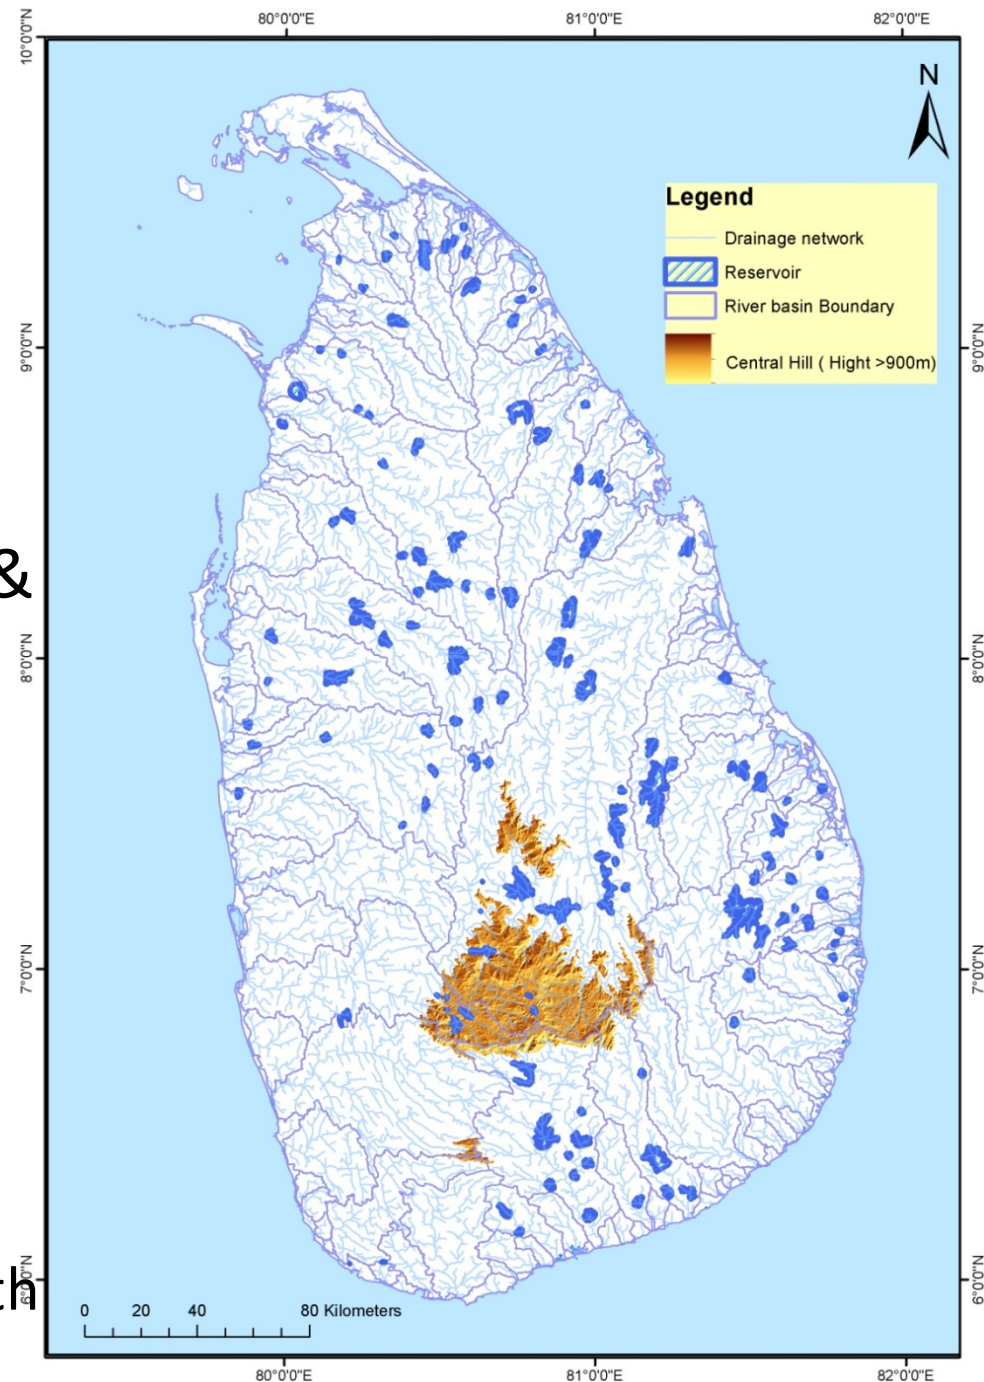 80°0'0"E 81°0'0"E 82°0'0"E
10°0'0"N
N
Legend
Drainage network
Reservoir
River basin Boundary
Central Hill ( Hight >900m)
9°0'0"N 9°0'0"N
&
8°0'0"N 8°0'0"N
7°0'0"N 7°0'0"N
6°0'0"N 6°0'0"N
th
0 20 40 80 Kilometers
80°0'0"E 81°0'0"E 82°0'0"E